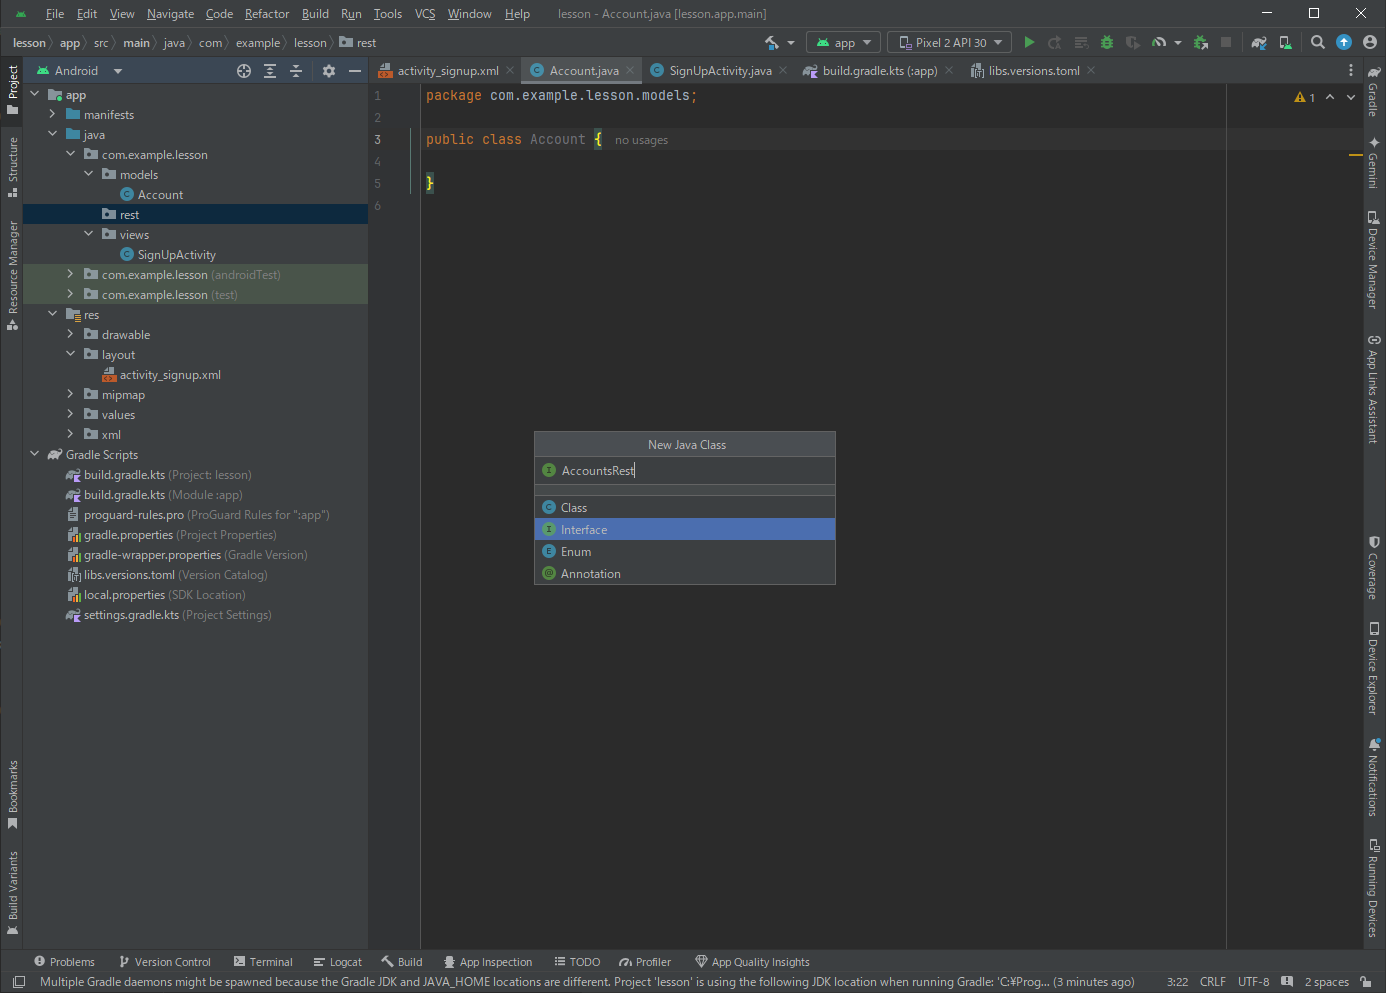 File Edit View Navigate Code Refactor Build Run Tools VCS Window Help lesson - Account.java [lesson.app.main]
lesson app src main java com example lesson rest app Pixel 2 API 30
Android
activity_signup.xml Account.java SignUpActivity.java build.gradle.kts (:app) libs.versions.toml
Project
Structure
Resource Manager
Bookmarks
Build Variants
app
manifests
java
com.example.lesson
models
Account
rest
views
SignUpActivity
com.example.lesson (androidTest)
com.example.lesson (test)
res
drawable
layout
activity_signup.xml
mipmap
values
xml
Gradle Scripts
build.gradle.kts (Project: lesson)
build.gradle.kts (Module :app)
proguard-rules.pro (ProGuard Rules for ":app")
gradle.properties (Project Properties)
gradle-wrapper.properties (Gradle Version)
libs.versions.toml (Version Catalog)
local.properties (SDK Location)
settings.gradle.kts (Project Settings)
1 package com.example.lesson.models;
2
3 public class Account { no usages
4
5 }
6
1
New Java Class
I AccountsRest
C Class
I Interface
E Enum
@ Annotation
Gradle
Gemini
Device Manager
App Links Assistant
Coverage
Device Explorer
Notifications
Running Devices
Problems Version Control Terminal Logcat Build App Inspection TODO Profiler App Quality Insights
Multiple Gradle daemons might be spawned because the Gradle JDK and JAVA_HOME locations are different. Project 'lesson' is using the following JDK location when running Gradle: 'C:¥Prog... (3 minutes ago) 3:22 CRLF UTF-8 2 spaces